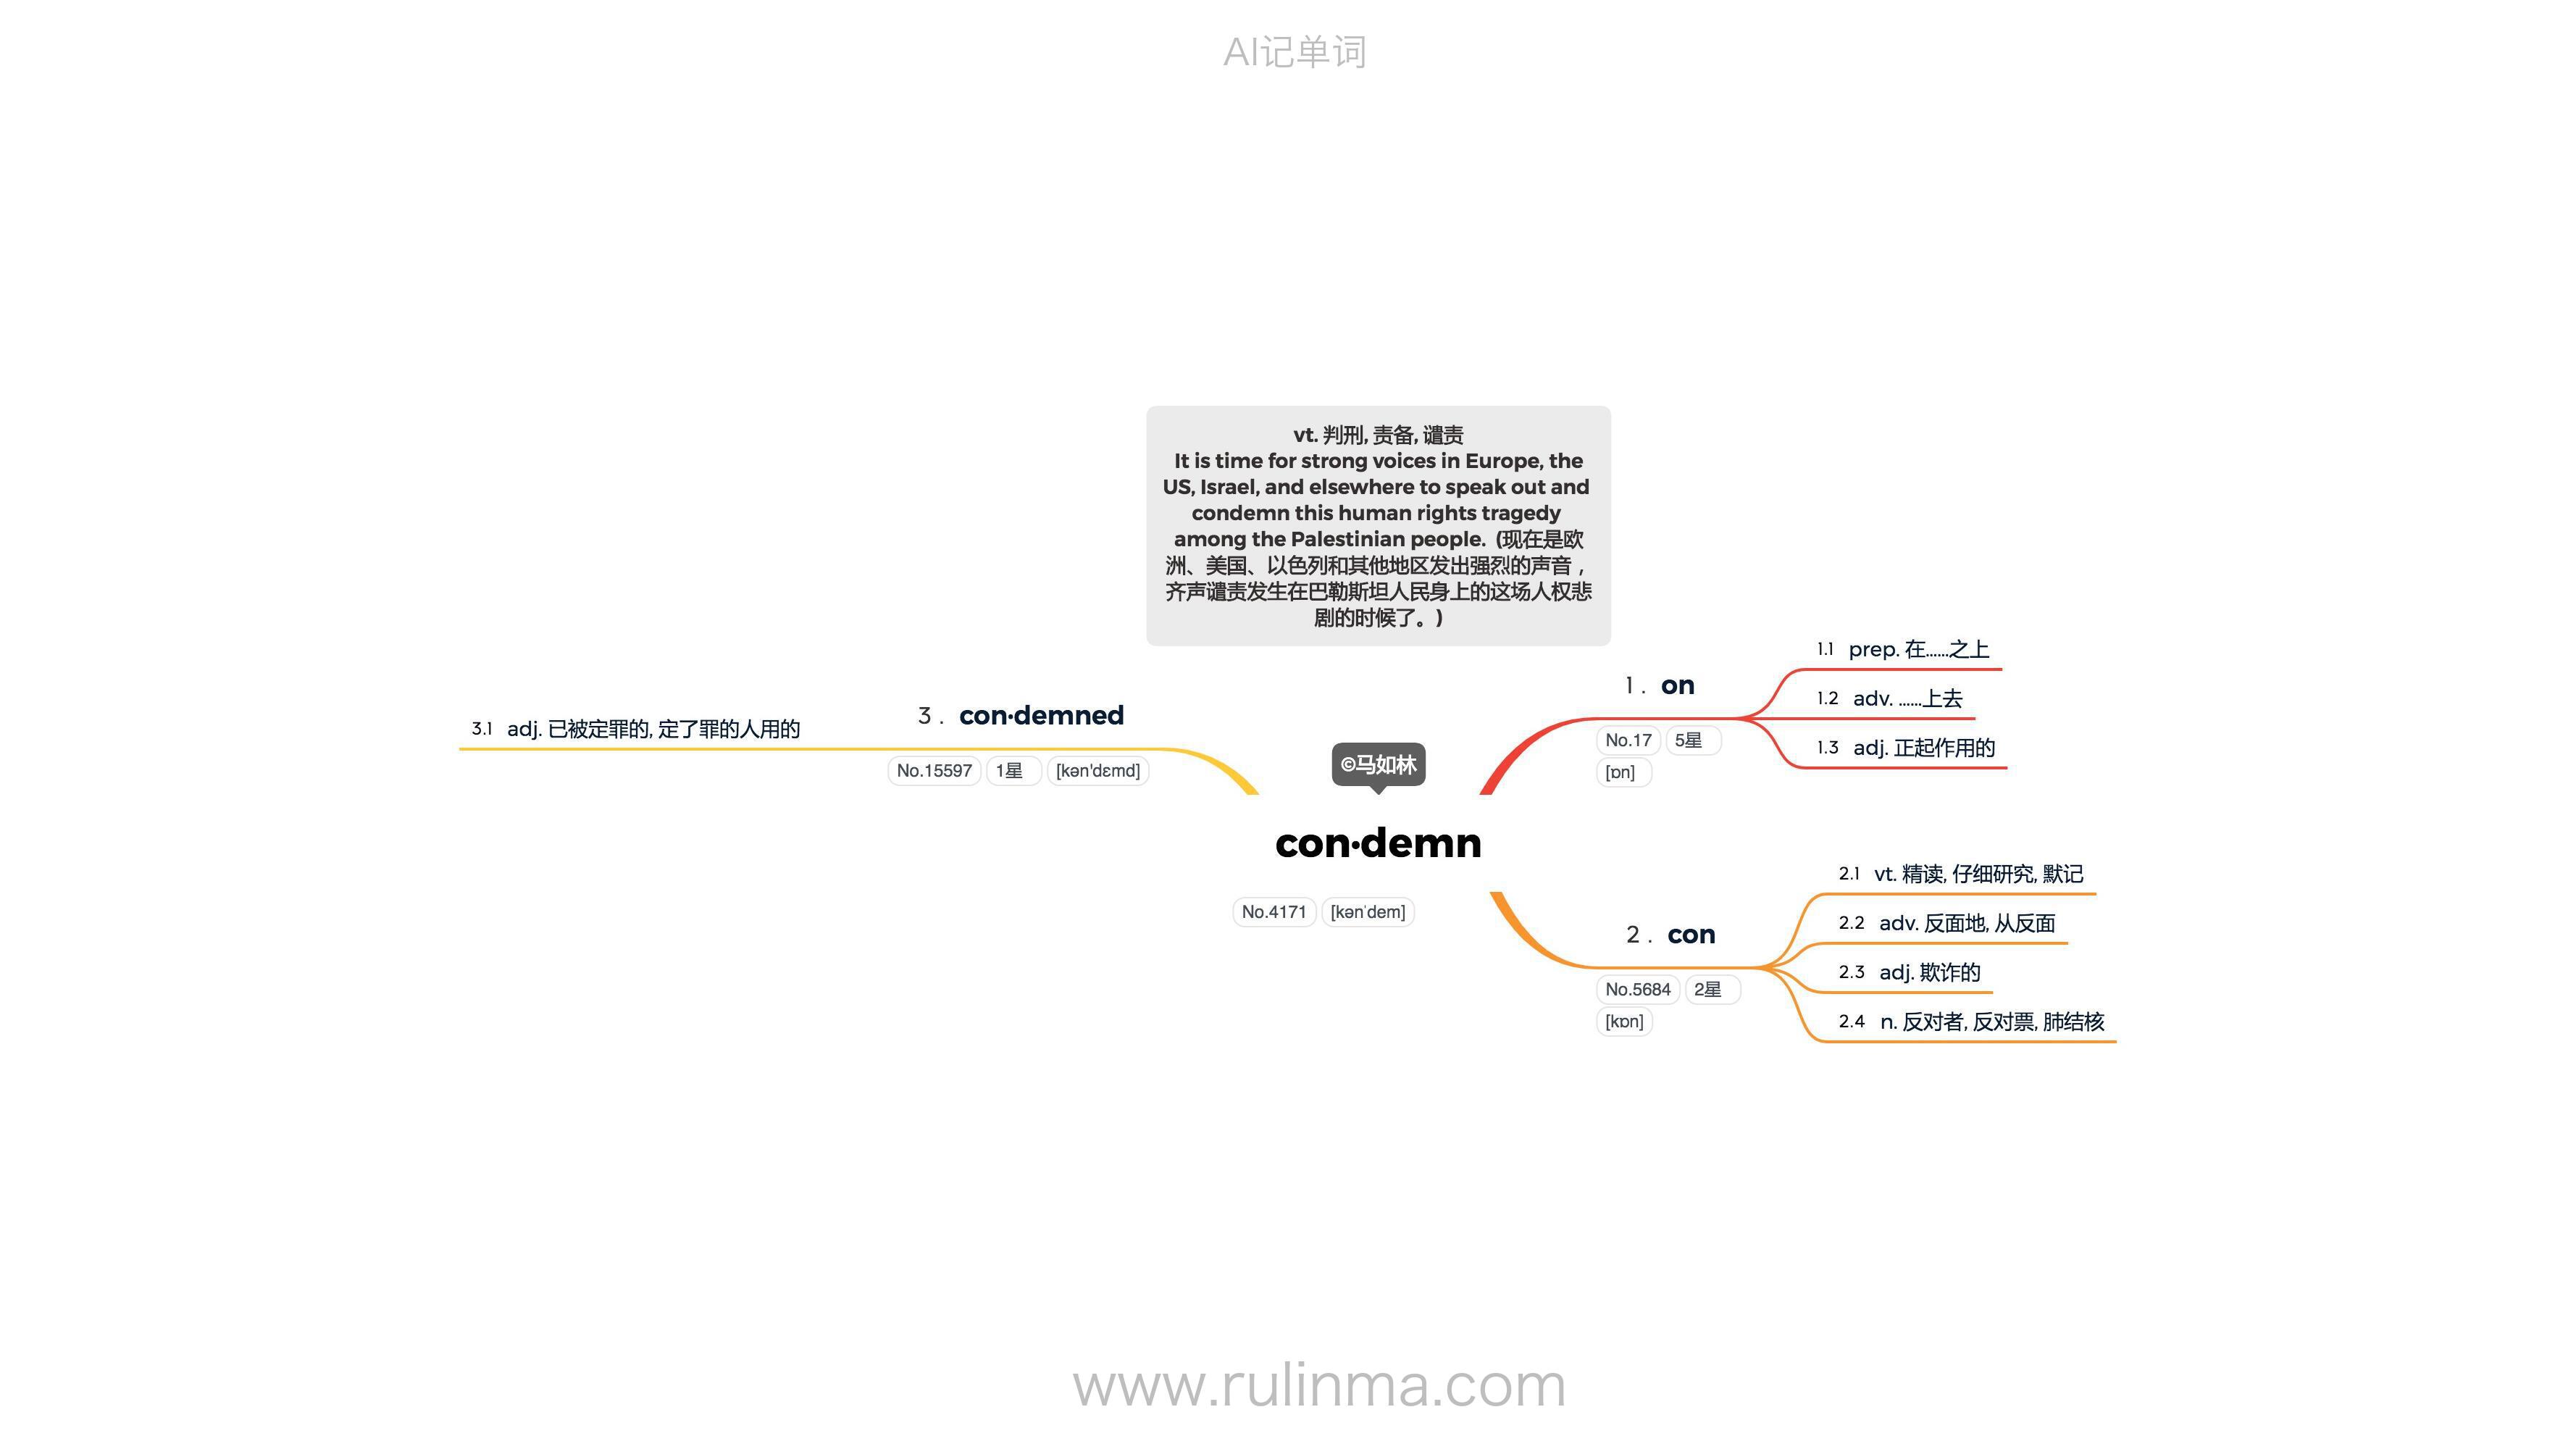 AI记单词
vt. 判刑, 责备, 谴责
It is time for strong voices in Europe, the
US, Israel, and elsewhere to speak out and
condemn this human rights tragedy
among the Palestinian people. (现在是欧
洲、美国、以色列和其他地区发出强烈的声音，
齐声谴责发生在巴勒斯坦人民身上的这场人权悲
剧的时候了。)
©马如林
con·demn
No.4171 [kənˈdem]
1. on
No.17 5星
[ɒn]
1.1 prep. 在……之上
1.2 adv. ……上去
1.3 adj. 正起作用的
2. con
No.5684 2星
[kɒn]
2.1 vt. 精读, 仔细研究, 默记
2.2 adv. 反面地, 从反面
2.3 adj. 欺诈的
2.4 n. 反对者, 反对票, 肺结核
3. con·demned
No.15597 1星 [kən'dɛmd]
3.1 adj. 已被定罪的, 定了罪的人用的
www.rulinma.com